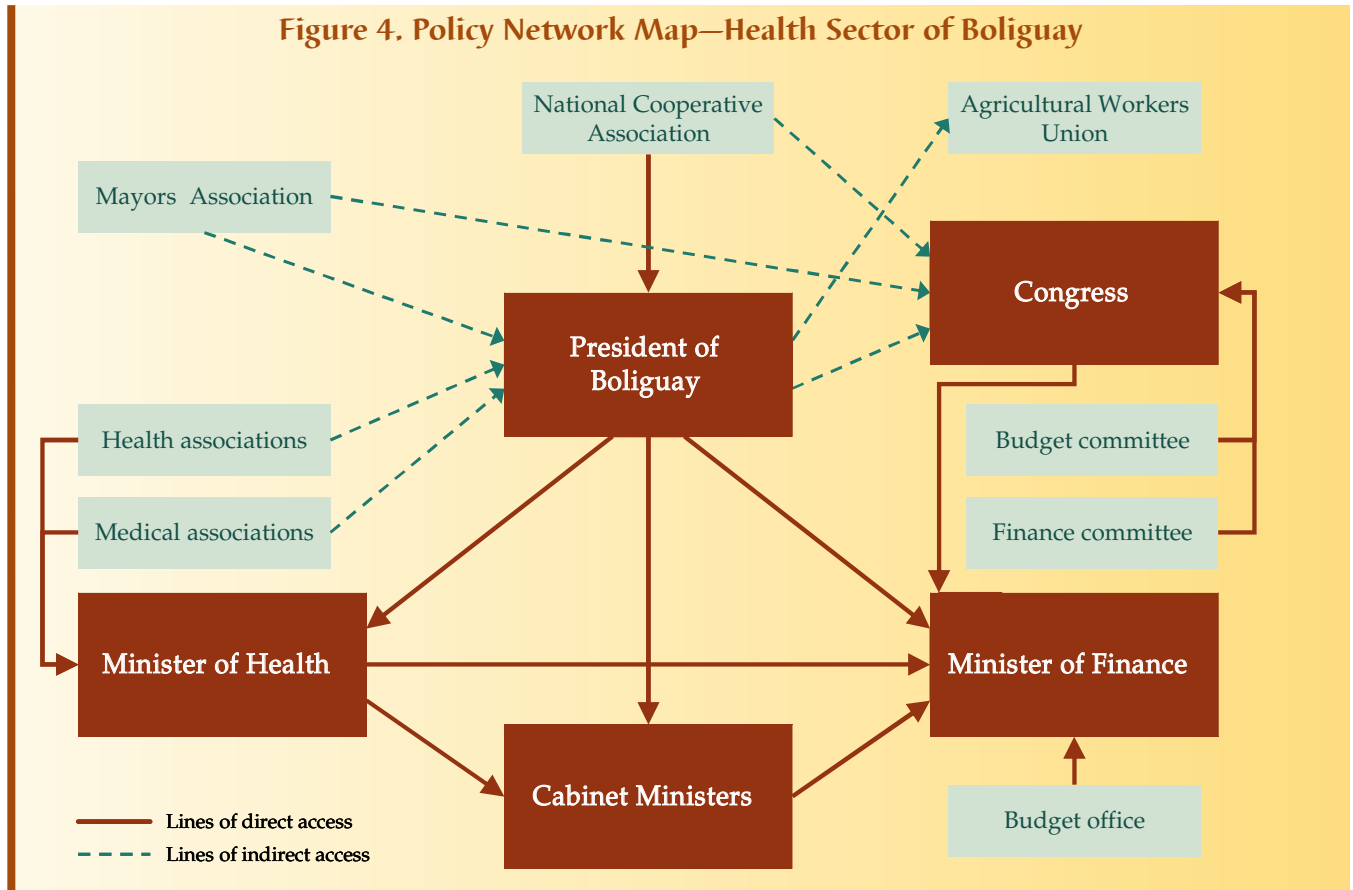 Figure 4. Policy Network Map—Health Sector of Boliguay
National Cooperative
Association
Agricultural Workers
Union
Mayors Association
Congress
President of
Boliguay
Health associations
Budget committee
Medical associations
Finance committee
Minister of Health
Minister of Finance
Cabinet Ministers
Budget office
Lines of direct access
Lines of indirect access